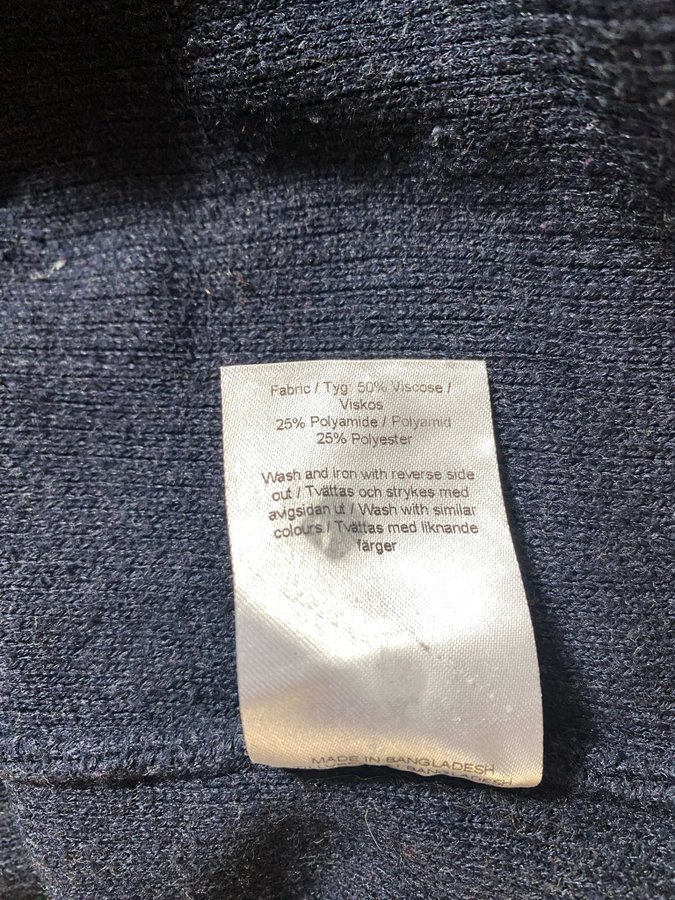 Fabric / Tyg: 50% Viscose /
Viskos
25% Polyamide / Polyamid
25% Polyester
Wash and iron with reverse side
out / Tvättas och strykes med
avigsidan ut / Wash with similar
colours / Tvättas med liknande
färger
MADE IN BANGLADESH
BANGLADESH